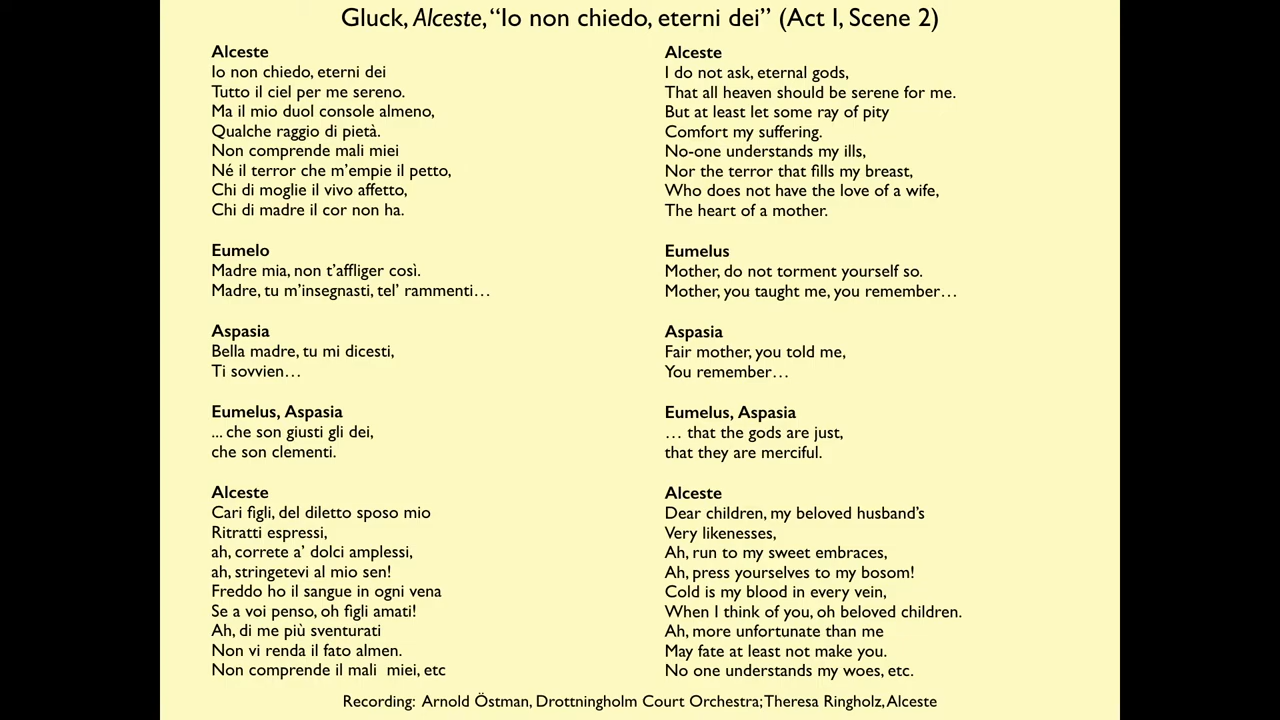 Gluck, Alceste, “Io non chiedo, eterni dei” (Act I, Scene 2)
Alceste
Io non chiedo, eterni dei
Tutto il ciel per me sereno.
Ma il mio duol console almeno,
Qualche raggio di pietà.
Non comprende mali miei
Né il terror che m’empie il petto,
Chi di moglie il vivo affetto,
Chi di madre il cor non ha.
Eumelo
Madre mia, non t’affliger così.
Madre, tu m’insegnasti, tel’ rammenti…
Aspasia
Bella madre, tu mi dicesti,
Ti sovvien…
Eumelus, Aspasia
... che son giusti gli dei,
che son clementi.
Alceste
Cari figli, del diletto sposo mio
Ritratti espressi,
ah, correte a’ dolci amplessi,
ah, stringetevi al mio sen!
Freddo ho il sangue in ogni vena
Se a voi penso, oh figli amati!
Ah, di me più sventurati
Non vi renda il fato almen.
Non comprende il mali  miei, etc
Alceste
I do not ask, eternal gods,
That all heaven should be serene for me.
But at least let some ray of pity
Comfort my suffering.
No-one understands my ills,
Nor the terror that fills my breast,
Who does not have the love of a wife,
The heart of a mother.
Eumelus
Mother, do not torment yourself so.
Mother, you taught me, you remember…
Aspasia
Fair mother, you told me,
You remember…
Eumelus, Aspasia
… that the gods are just,
that they are merciful.
Alceste
Dear children, my beloved husband’s
Very likenesses,
Ah, run to my sweet embraces,
Ah, press yourselves to my bosom!
Cold is my blood in every vein,
When I think of you, oh beloved children.
Ah, more unfortunate than me
May fate at least not make you.
No one understands my woes, etc.
Recording: Arnold Östman, Drottningholm Court Orchestra; Theresa Ringholz, Alceste